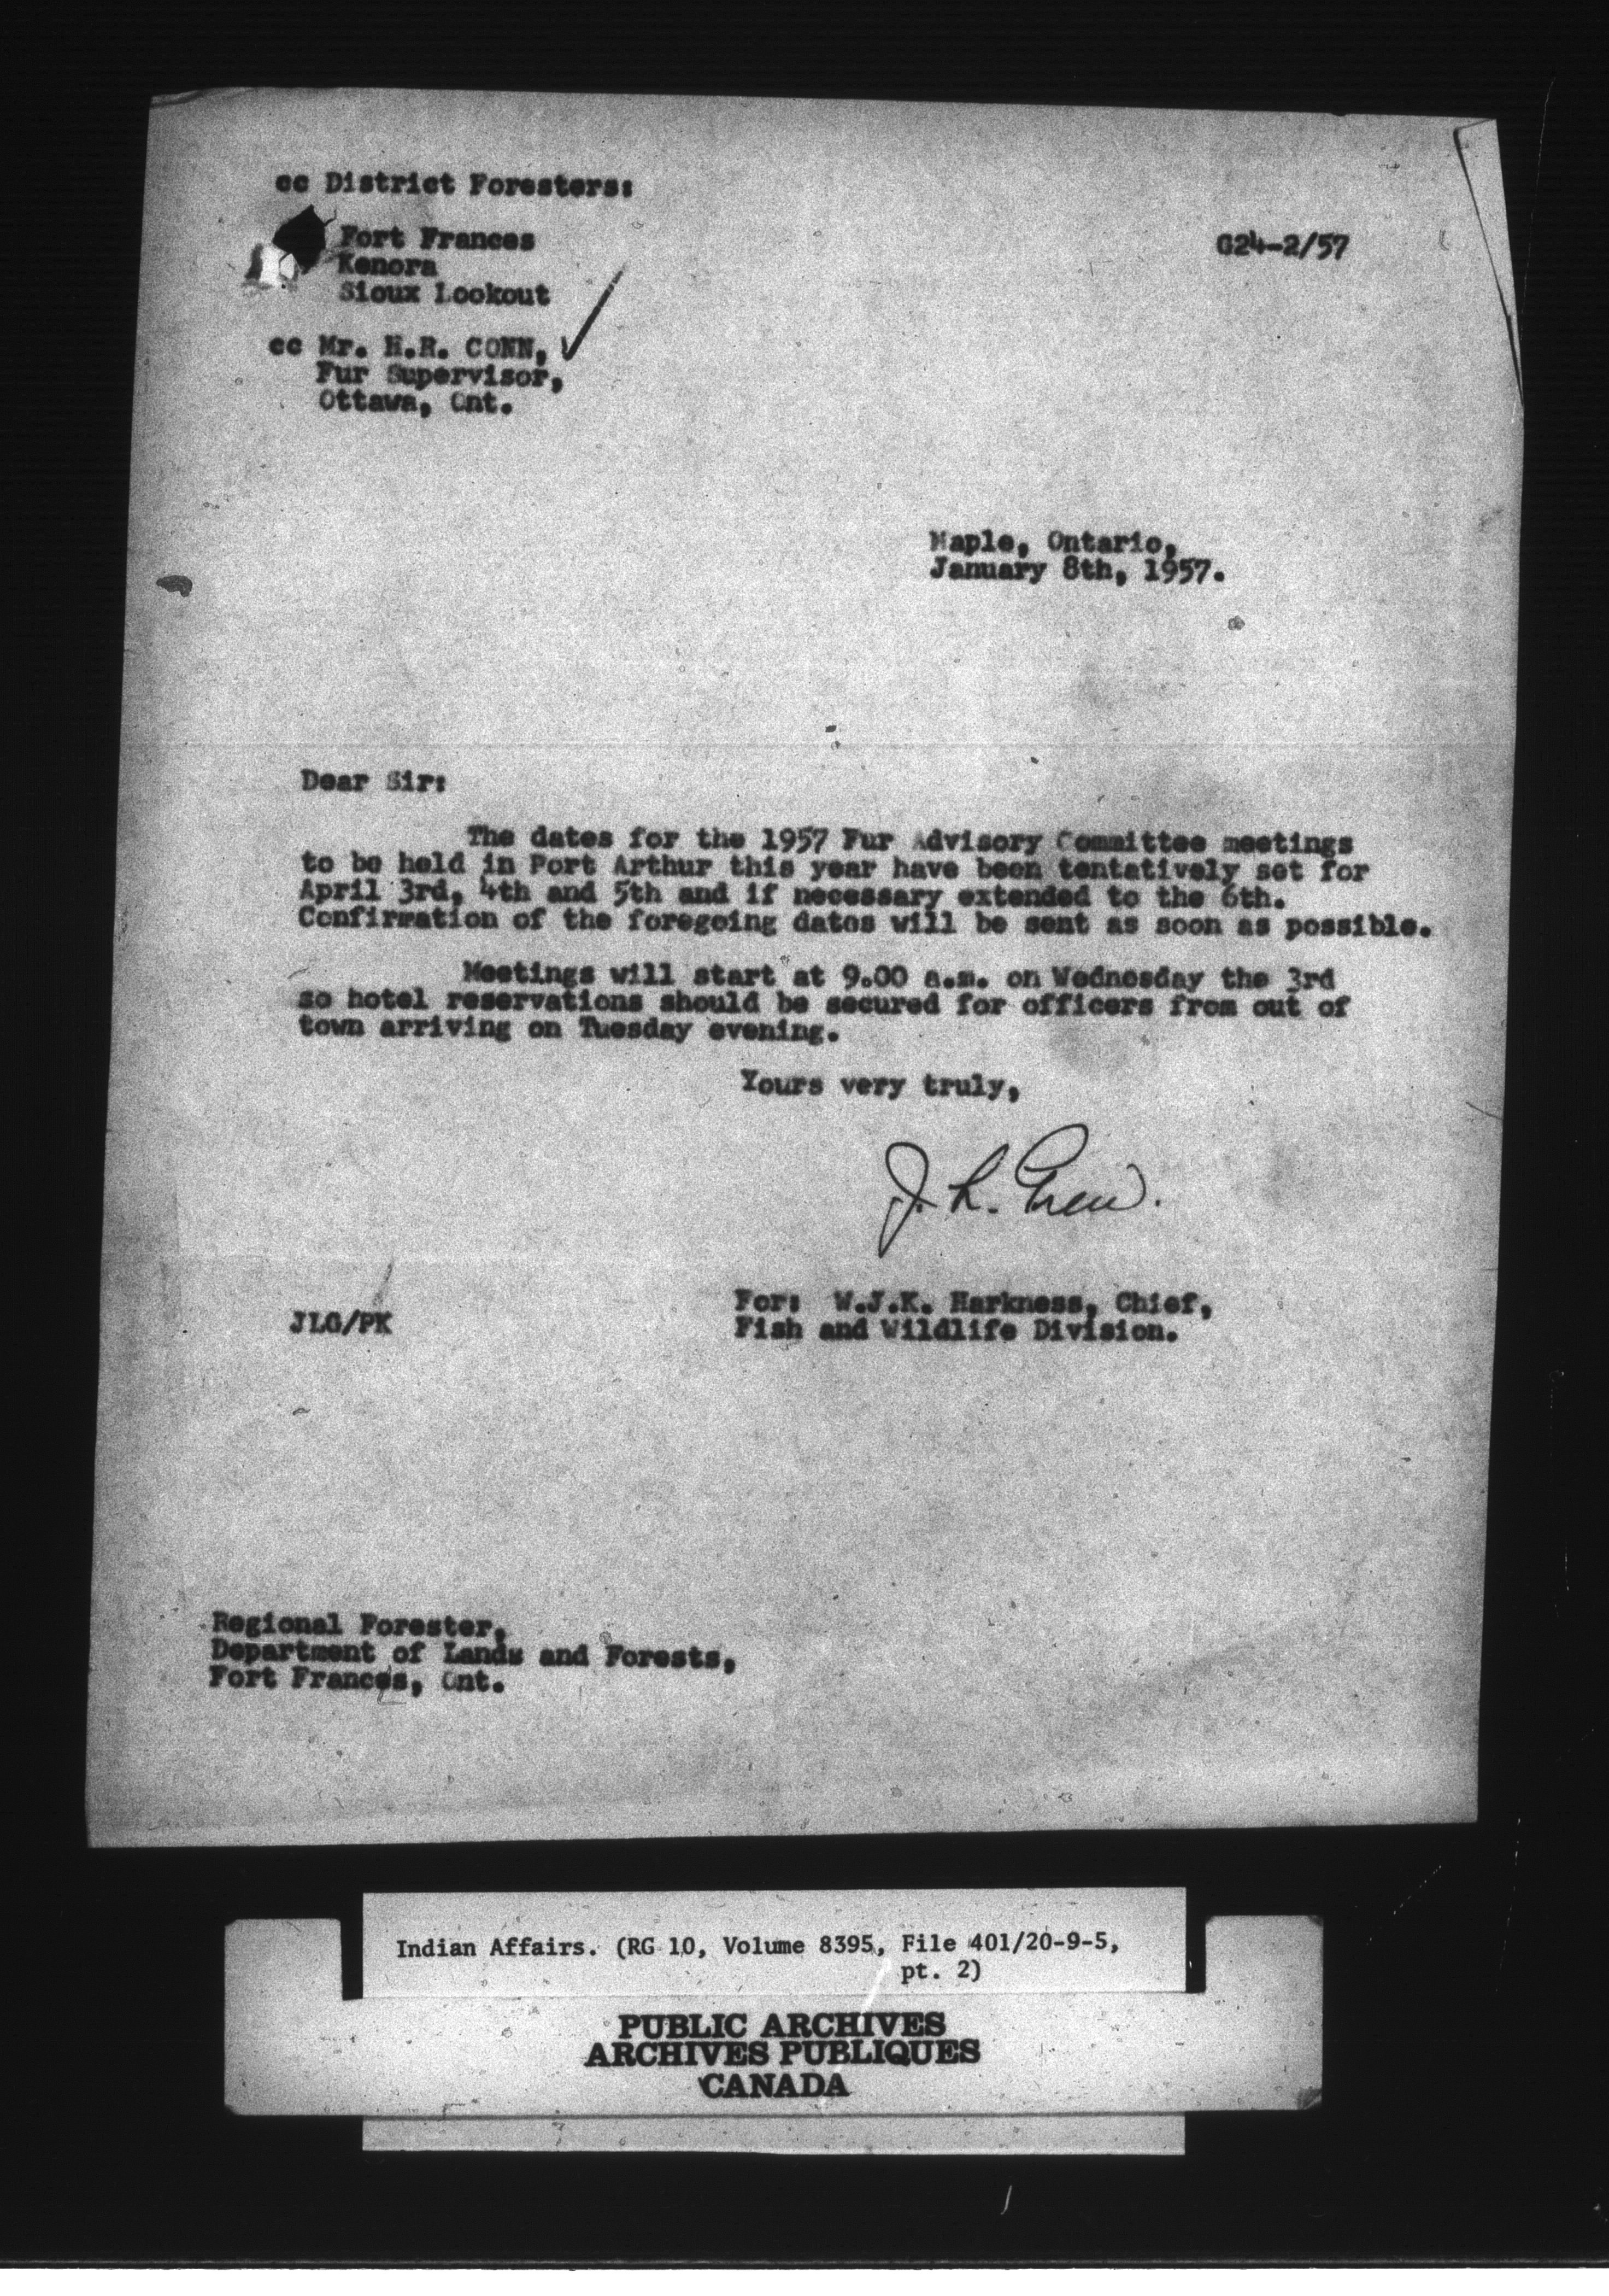 cc District Foresters:
Fort Frances
Kenora
Sioux Lookout
G24-2/57
cc Mr. H.R. CONN,
Fur Supervisor,
Ottawa, Ont.
Maple, Ontario,
January 8th, 1957.
Dear Sir:
The dates for the 1957 Fur Advisory Committee meetings
to be held in Port Arthur this year have been tentatively set for
April 3rd, 4th and 5th and if necessary extended to the 6th.
Confirmation of the foregoing dates will be sent as soon as possible.
Meetings will start at 9.00 a.m. on Wednesday the 3rd
so hotel reservations should be secured for officers from out of
town arriving on Tuesday evening.
Yours very truly,
J. L.
JLG/PK
For: W.J.K. Harkness, Chief,
Fish and Wildlife Division.
Regional Forester,
Department of Lands and Forests,
Fort Frances, Ont.
Indian Affairs. (RG 10, Volume 8395, File 401/20-9-5,
pt. 2)
PUBLIC ARCHIVES
ARCHIVES PUBLIQUES
CANADA